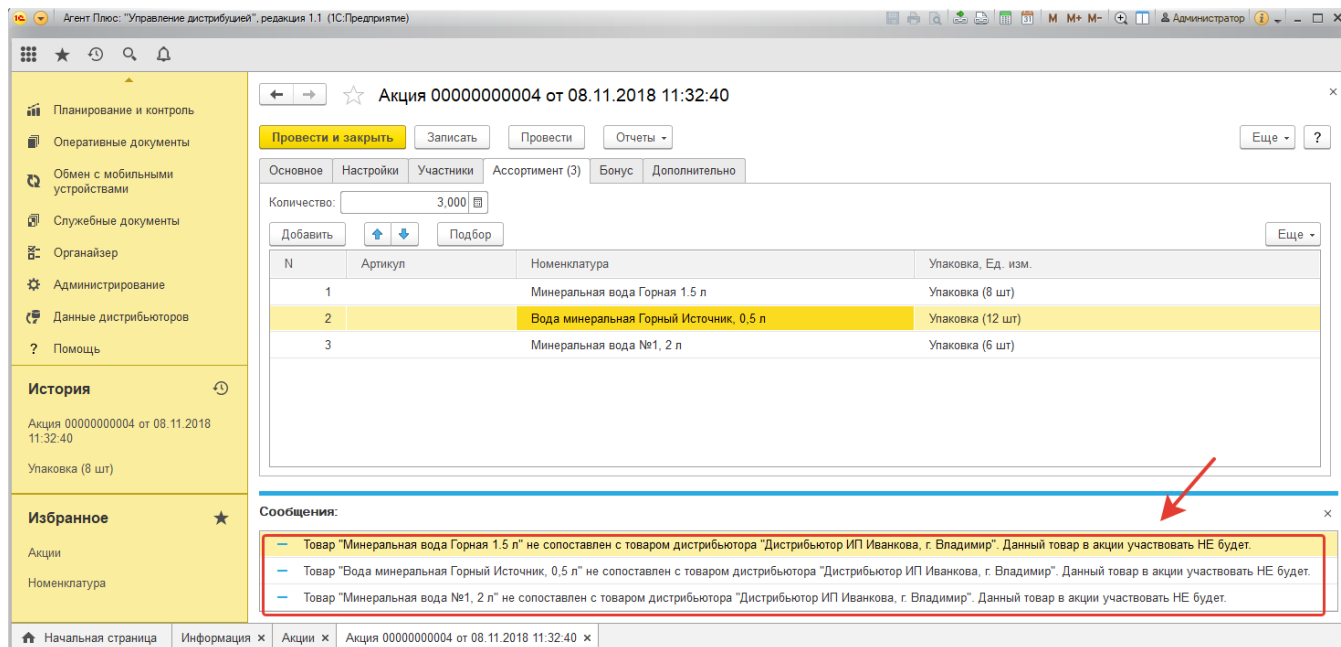 Агент Плюс: "Управление дистрибуцией", редакция 1.1 (1С:Предприятие)
31 M M+ M- Администратор
Планирование и контроль
Оперативные документы
Обмен с мобильными
устройствами
Служебные документы
Органайзер
Администрирование
Данные дистрибьюторов
? Помощь
История
Акция 00000000004 от 08.11.2018
11:32:40
Упаковка (8 шт)
Избранное
Акции
Номенклатура
Акция 00000000004 от 08.11.2018 11:32:40
Провести и закрыть Записать Провести Отчеты Еще ?
Основное Настройки Участники Ассортимент (3) Бонус Дополнительно
Количество: 3,000
Добавить Подбор Еще
N Артикул Номенклатура Упаковка, Ед. изм.
1 Минеральная вода Горная 1.5 л Упаковка (8 шт)
2 Вода минеральная Горный Источник, 0,5 л Упаковка (12 шт)
3 Минеральная вода №1, 2 л Упаковка (6 шт)
Сообщения:
Товар "Минеральная вода Горная 1.5 л" не сопоставлен с товаром дистрибьютора "Дистрибьютор ИП Иванкова, г. Владимир". Данный товар в акции участвовать НЕ будет.
Товар "Вода минеральная Горный Источник, 0,5 л" не сопоставлен с товаром дистрибьютора "Дистрибьютор ИП Иванкова, г. Владимир". Данный товар в акции участвовать НЕ будет.
Товар "Минеральная вода №1, 2 л" не сопоставлен с товаром дистрибьютора "Дистрибьютор ИП Иванкова, г. Владимир". Данный товар в акции участвовать НЕ будет.
Начальная страница Информация Акции Акция 00000000004 от 08.11.2018 11:32:40